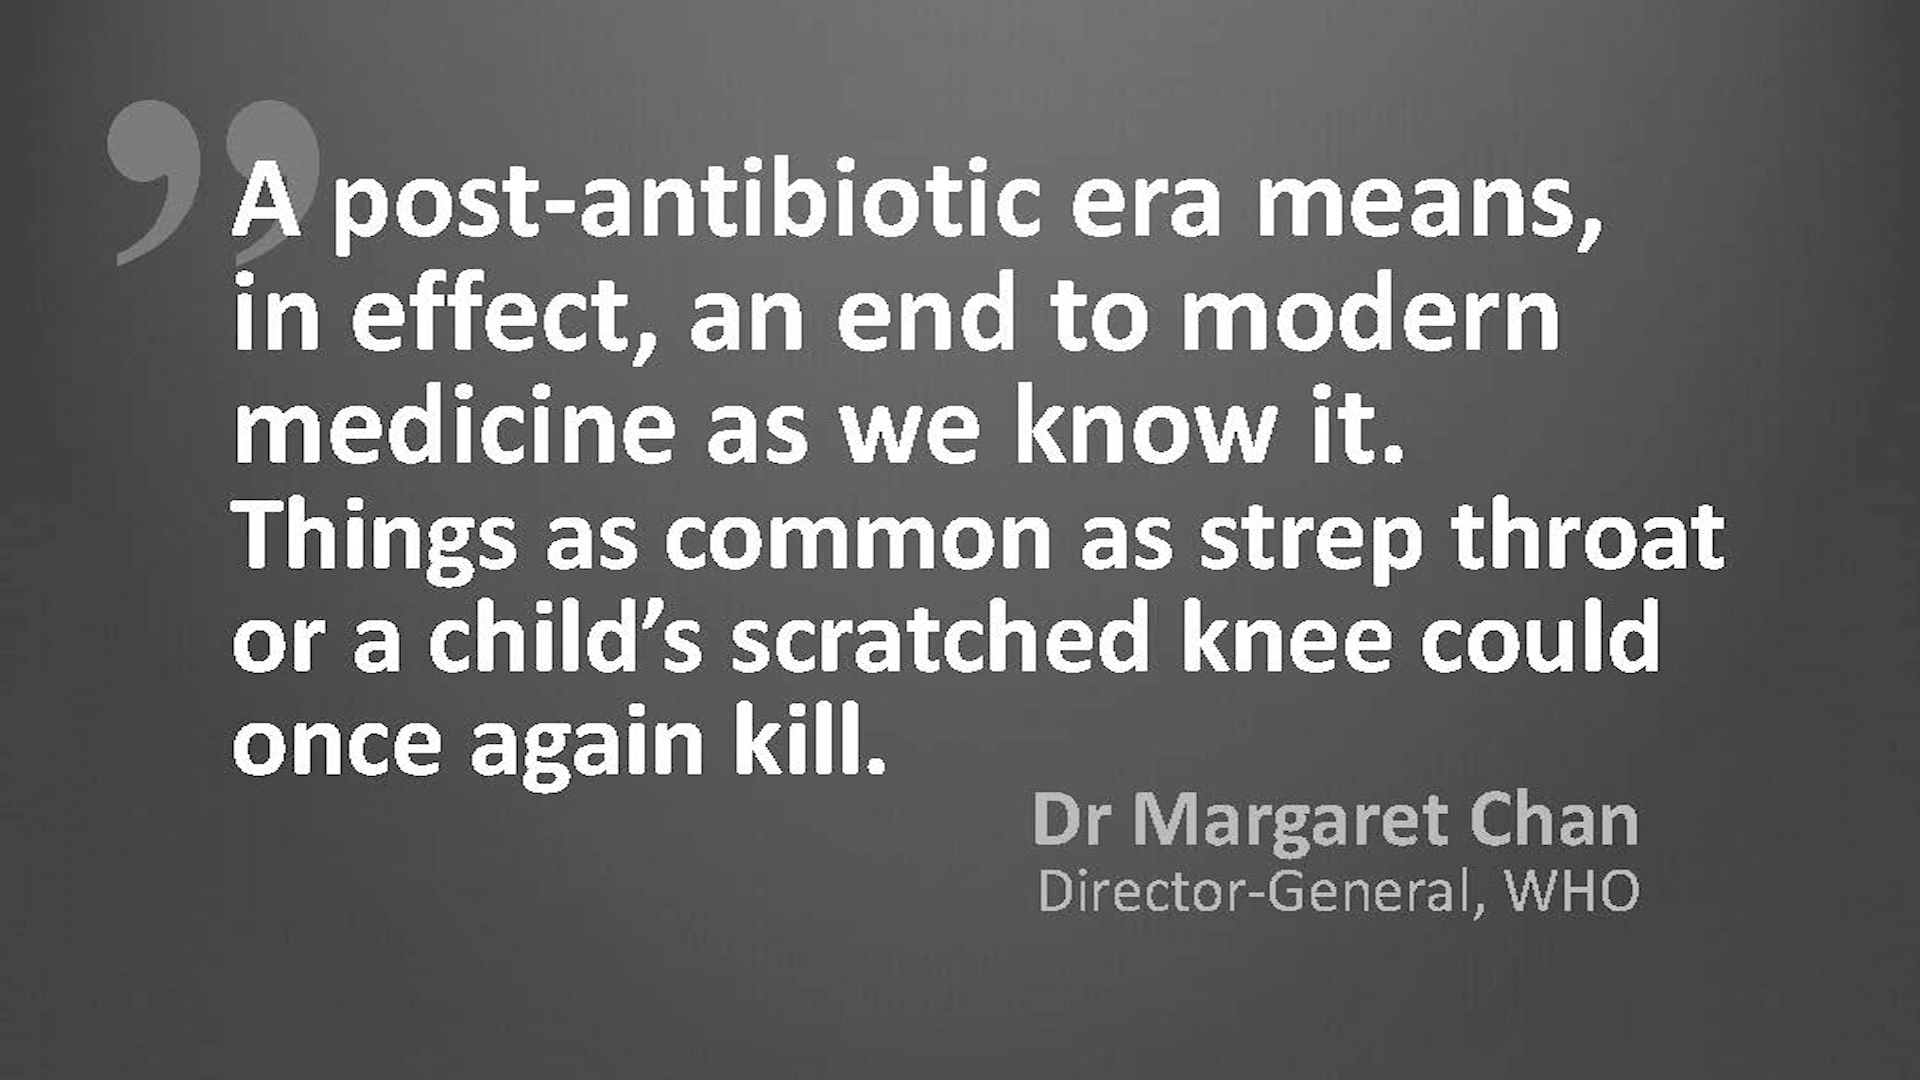 ”
A post-antibiotic era means,
in effect, an end to modern
medicine as we know it.
Things as common as strep throat
or a child’s scratched knee could
once again kill.
Dr Margaret Chan
Director-General, WHO